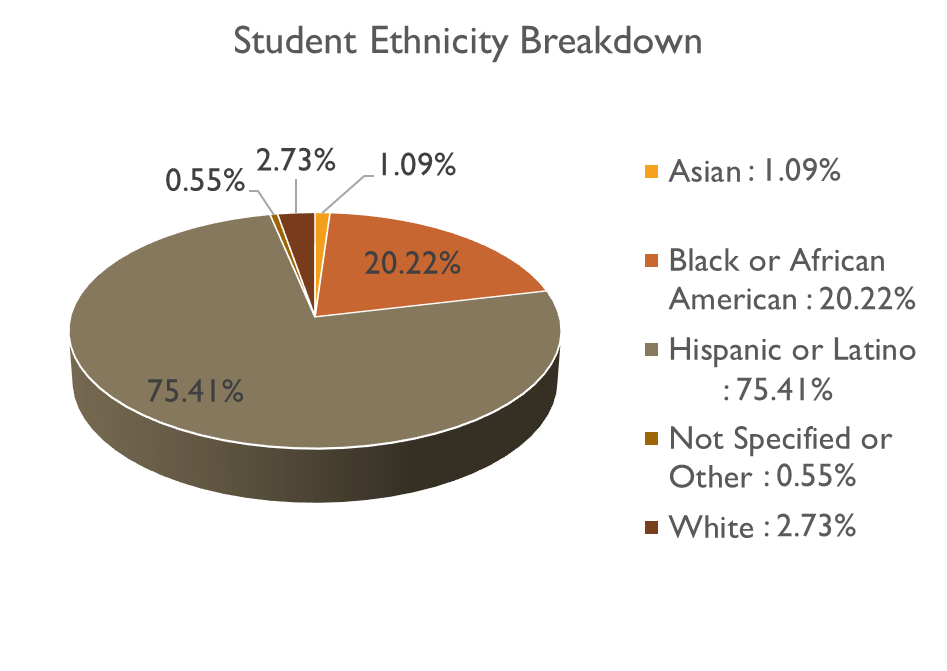 Student Ethnicity Breakdown
0.55%
2.73%
1.09%
20.22%
75.41%
Asian : 1.09%
Black or African
American : 20.22%
Hispanic or Latino
: 75.41%
Not Specified or
Other : 0.55%
White : 2.73%